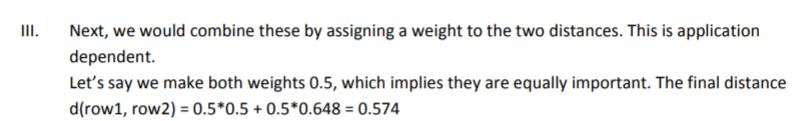 III. Next, we would combine these by assigning a weight to the two distances. This is application
dependent.
Let's say we make both weights 0.5, which implies they are equally important. The final distance
d(row1, row2) = 0.5*0.5 + 0.5*0.648 = 0.574